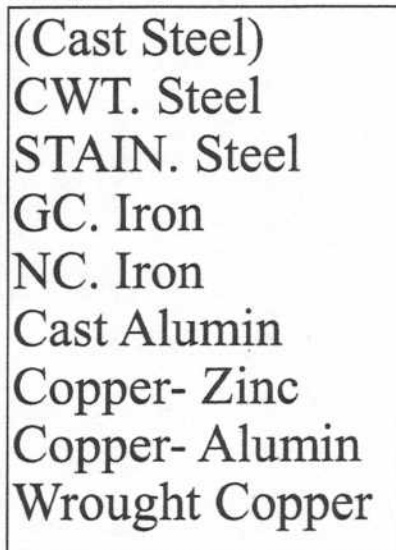 (Cast Steel)
CWT. Steel
STAIN. Steel
GC. Iron
NC. Iron
Cast Alumin
Copper- Zinc
Copper- Alumin
Wrought Copper